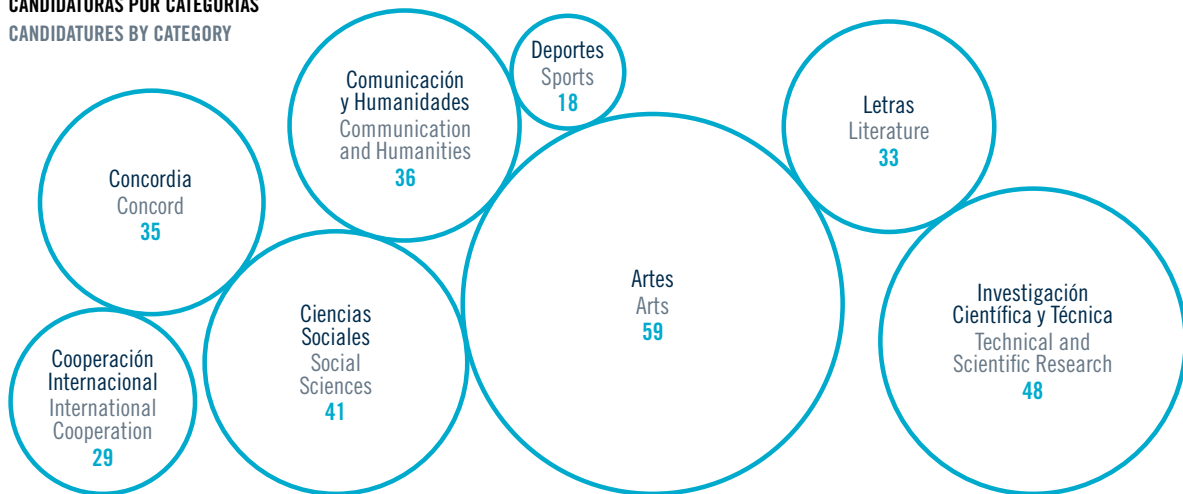 CANDIDATURAS POR CATEGORÍAS
CANDIDATURES BY CATEGORY
Comunicación
y Humanidades
Communication
and Humanities
36
Deportes
Sports
18
Letras
Literature
33
Concordia
Concord
35
Artes
Arts
59
Investigación
Científica y Técnica
Technical and
Scientific Research
48
Ciencias
Sociales
Social
Sciences
41
Cooperación
Internacional
International
Cooperation
29